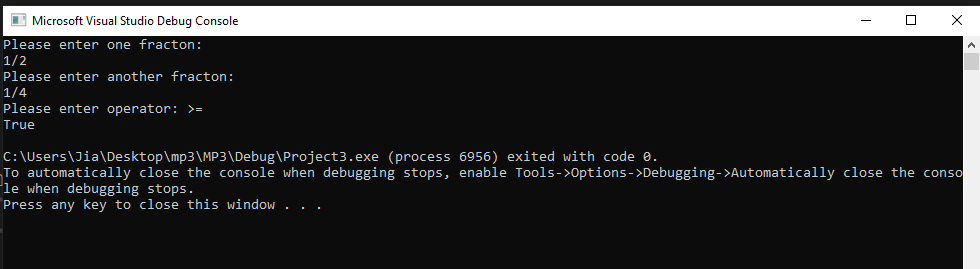 Microsoft Visual Studio Debug Console
Please enter one fracton:
1/2
Please enter another fracton:
1/4
Please enter operator: >=
True
C:\Users\Jia\Desktop\mp3\MP3\Debug\Project3.exe (process 6956) exited with code 0.
To automatically close the console when debugging stops, enable Tools->Options->Debugging->Automatically close the conso
le when debugging stops.
Press any key to close this window . . .